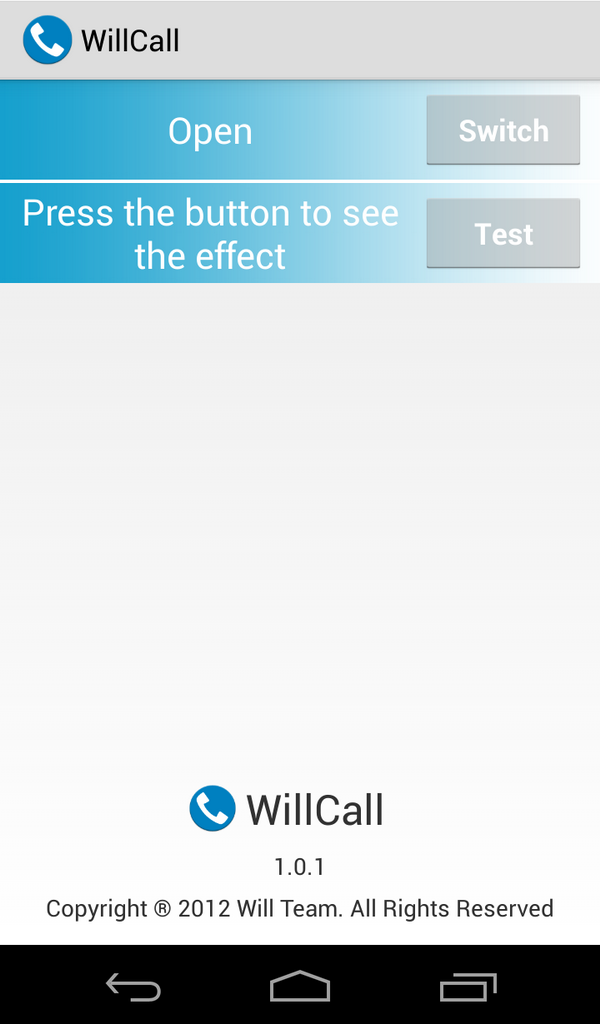 WillCall
Open
Switch
Press the button to see
the effect
Test
WillCall
1.0.1
Copyright ® 2012 Will Team. All Rights Reserved